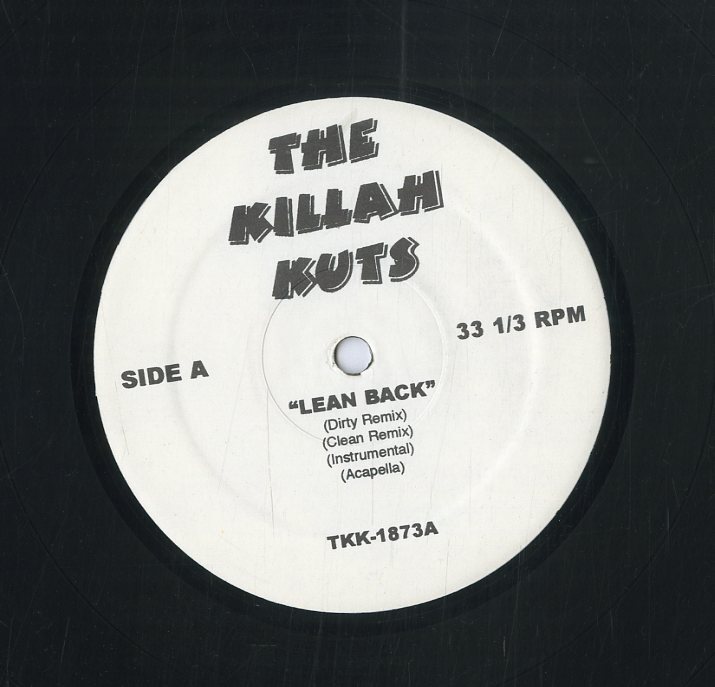 THE
KILLAH
KUTS
33 1/3 RPM
SIDE A
“LEAN BACK”
(Dirty Remix)
(Clean Remix)
(Instrumental)
(Acapella)
TKK-1873A